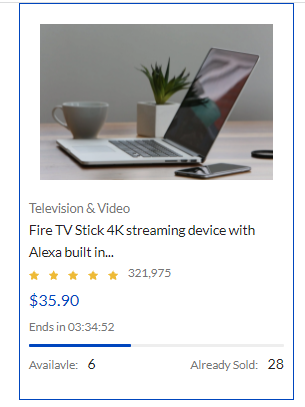 Television & Video
Fire TV Stick 4K streaming device with
Alexa built in...
321,975
$35.90
Ends in 03:34:52
Availavle: 6 Already Sold: 28